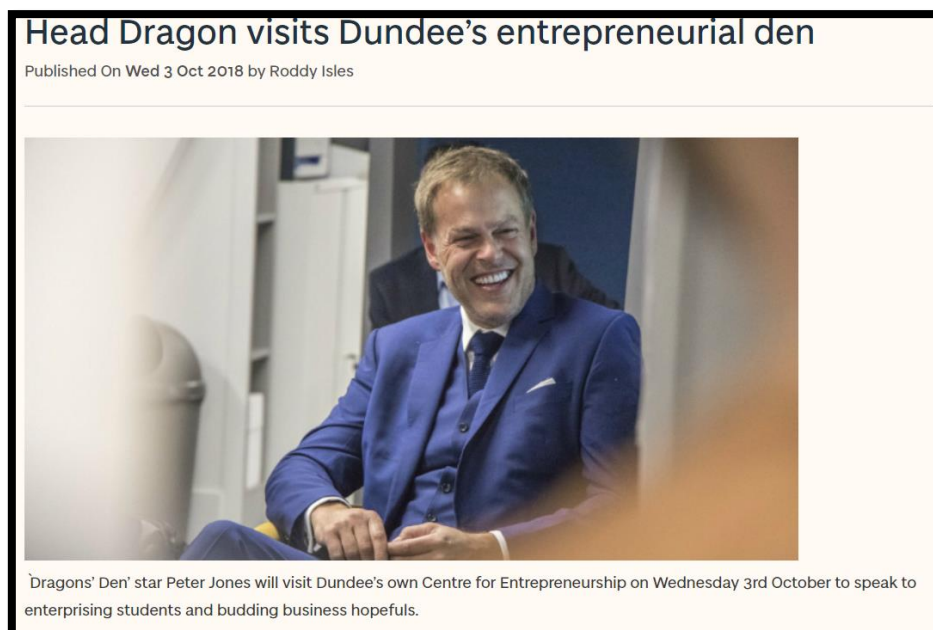 Head Dragon visits Dundee's entrepreneurial den
Published On Wed 3 Oct 2018 by Roddy Isles
'Dragons' Den' star Peter Jones will visit Dundee's own Centre for Entrepreneurship on Wednesday 3rd October to speak to
enterprising students and budding business hopefuls.